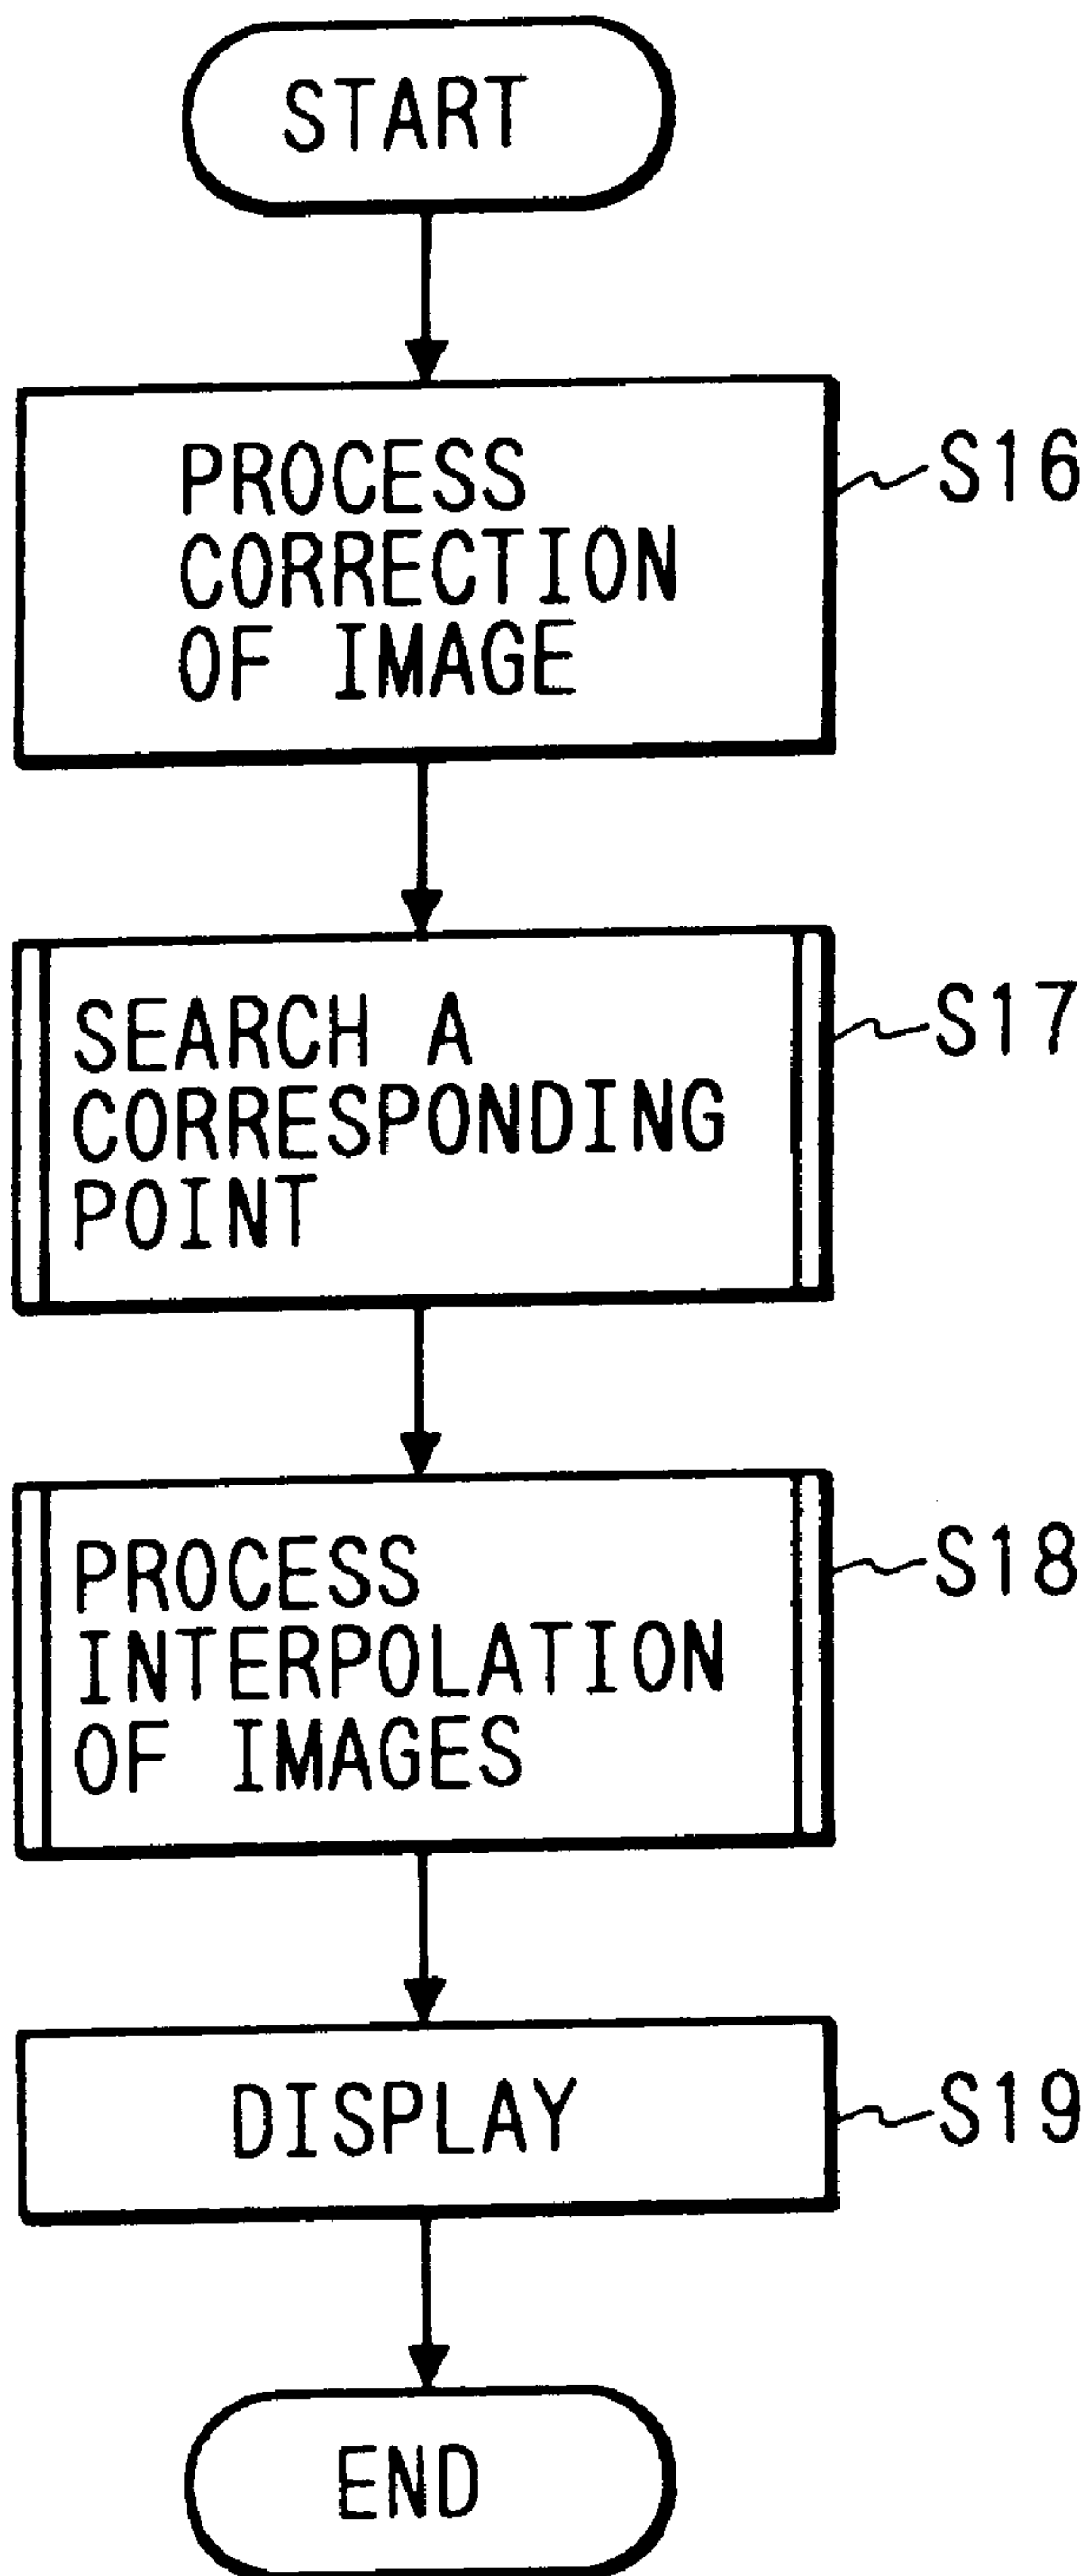 START
PROCESS
CORRECTION
OF IMAGE
S16
SEARCH A
CORRESPONDING
POINT
S17
PROCESS
INTERPOLATION
OF IMAGES
S18
DISPLAY
S19
END